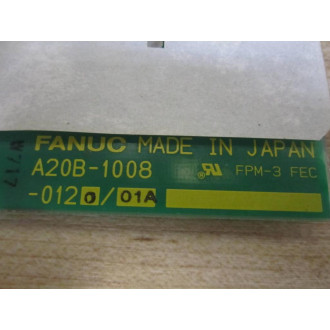 FANUC MADE IN JAPAN
A20B-1008 FPM-3 FEC
-0120/01A